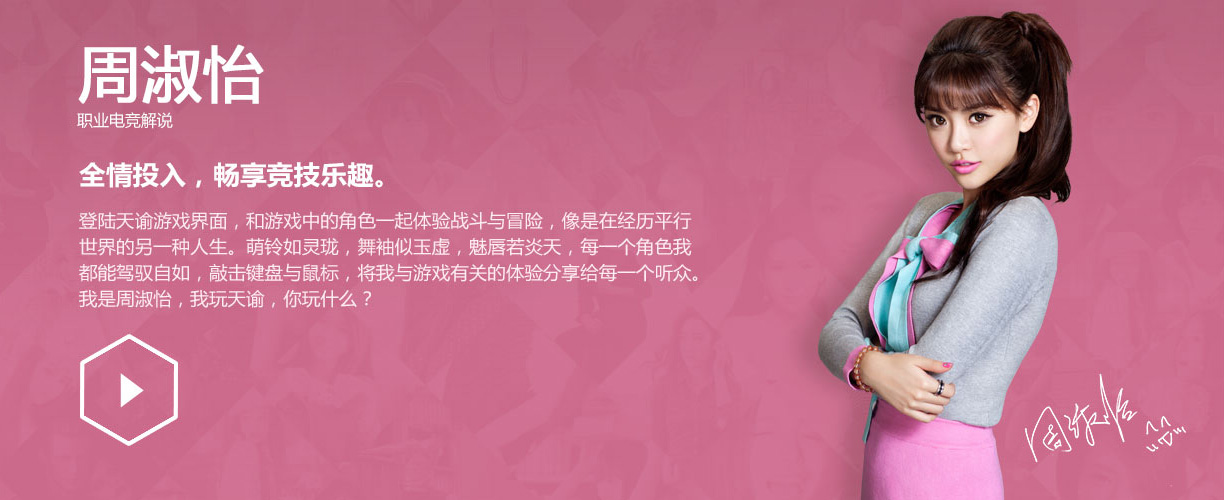 周淑怡
职业电竞解说
全情投入，畅享竞技乐趣。
登陆天谕游戏界面，和游戏中的角色一起体验战斗与冒险，像是在经历平行
世界的另一种人生。萌铃如灵珑，舞袖似玉虚，魅唇若炎天，每一个角色我
都能驾驭自如，敲击键盘与鼠标，将我与游戏有关的体验分享给每一个听众。
我是周淑怡，我玩天谕，你玩什么？
周淑怡